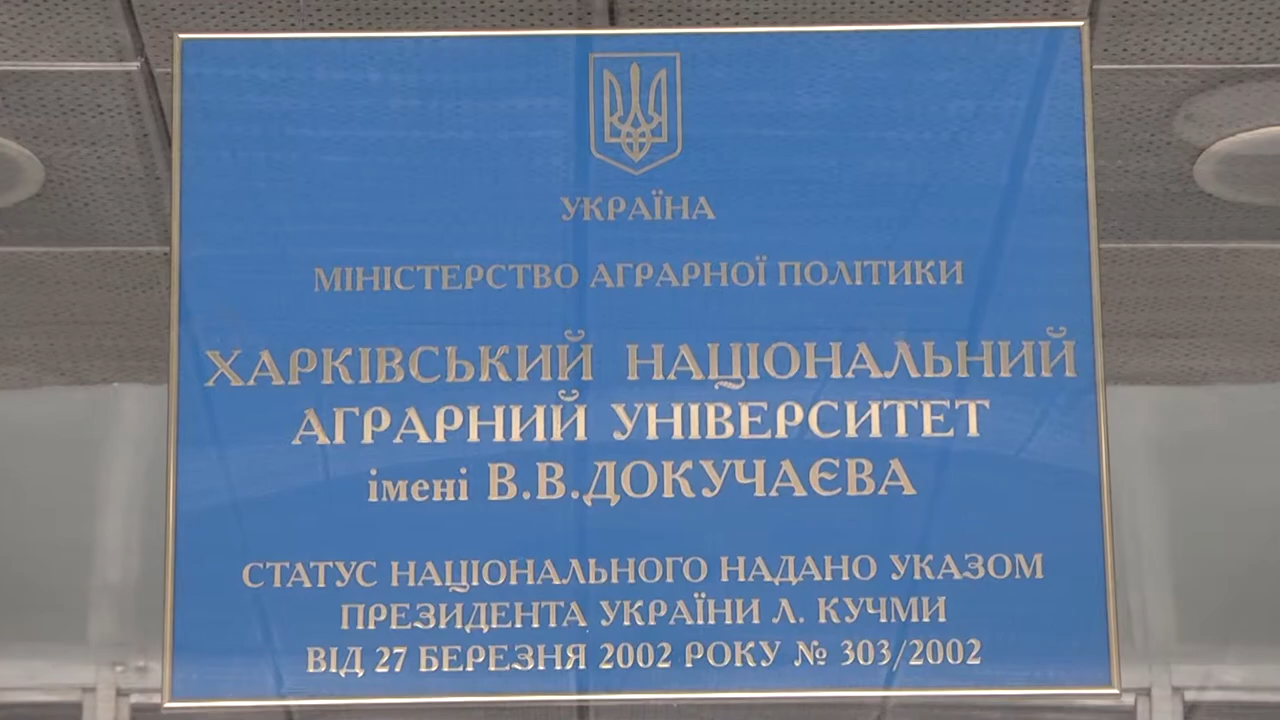 УКРАЇНА
МІНІСТЕРСТВО АГРАРНОЇ ПОЛІТИКИ
ХАРКІВСЬКИЙ НАЦІОНАЛЬНИЙ
АГРАРНИЙ УНІВЕРСИТЕТ
імені В.В.ДОКУЧАЄВА
СТАТУС НАЦІОНАЛЬНОГО НАДАНО УКАЗОМ
ПРЕЗИДЕНТА УКРАЇНИ Л. КУЧМИ
ВІД 27 БЕРЕЗНЯ 2002 РОКУ № 303/2002